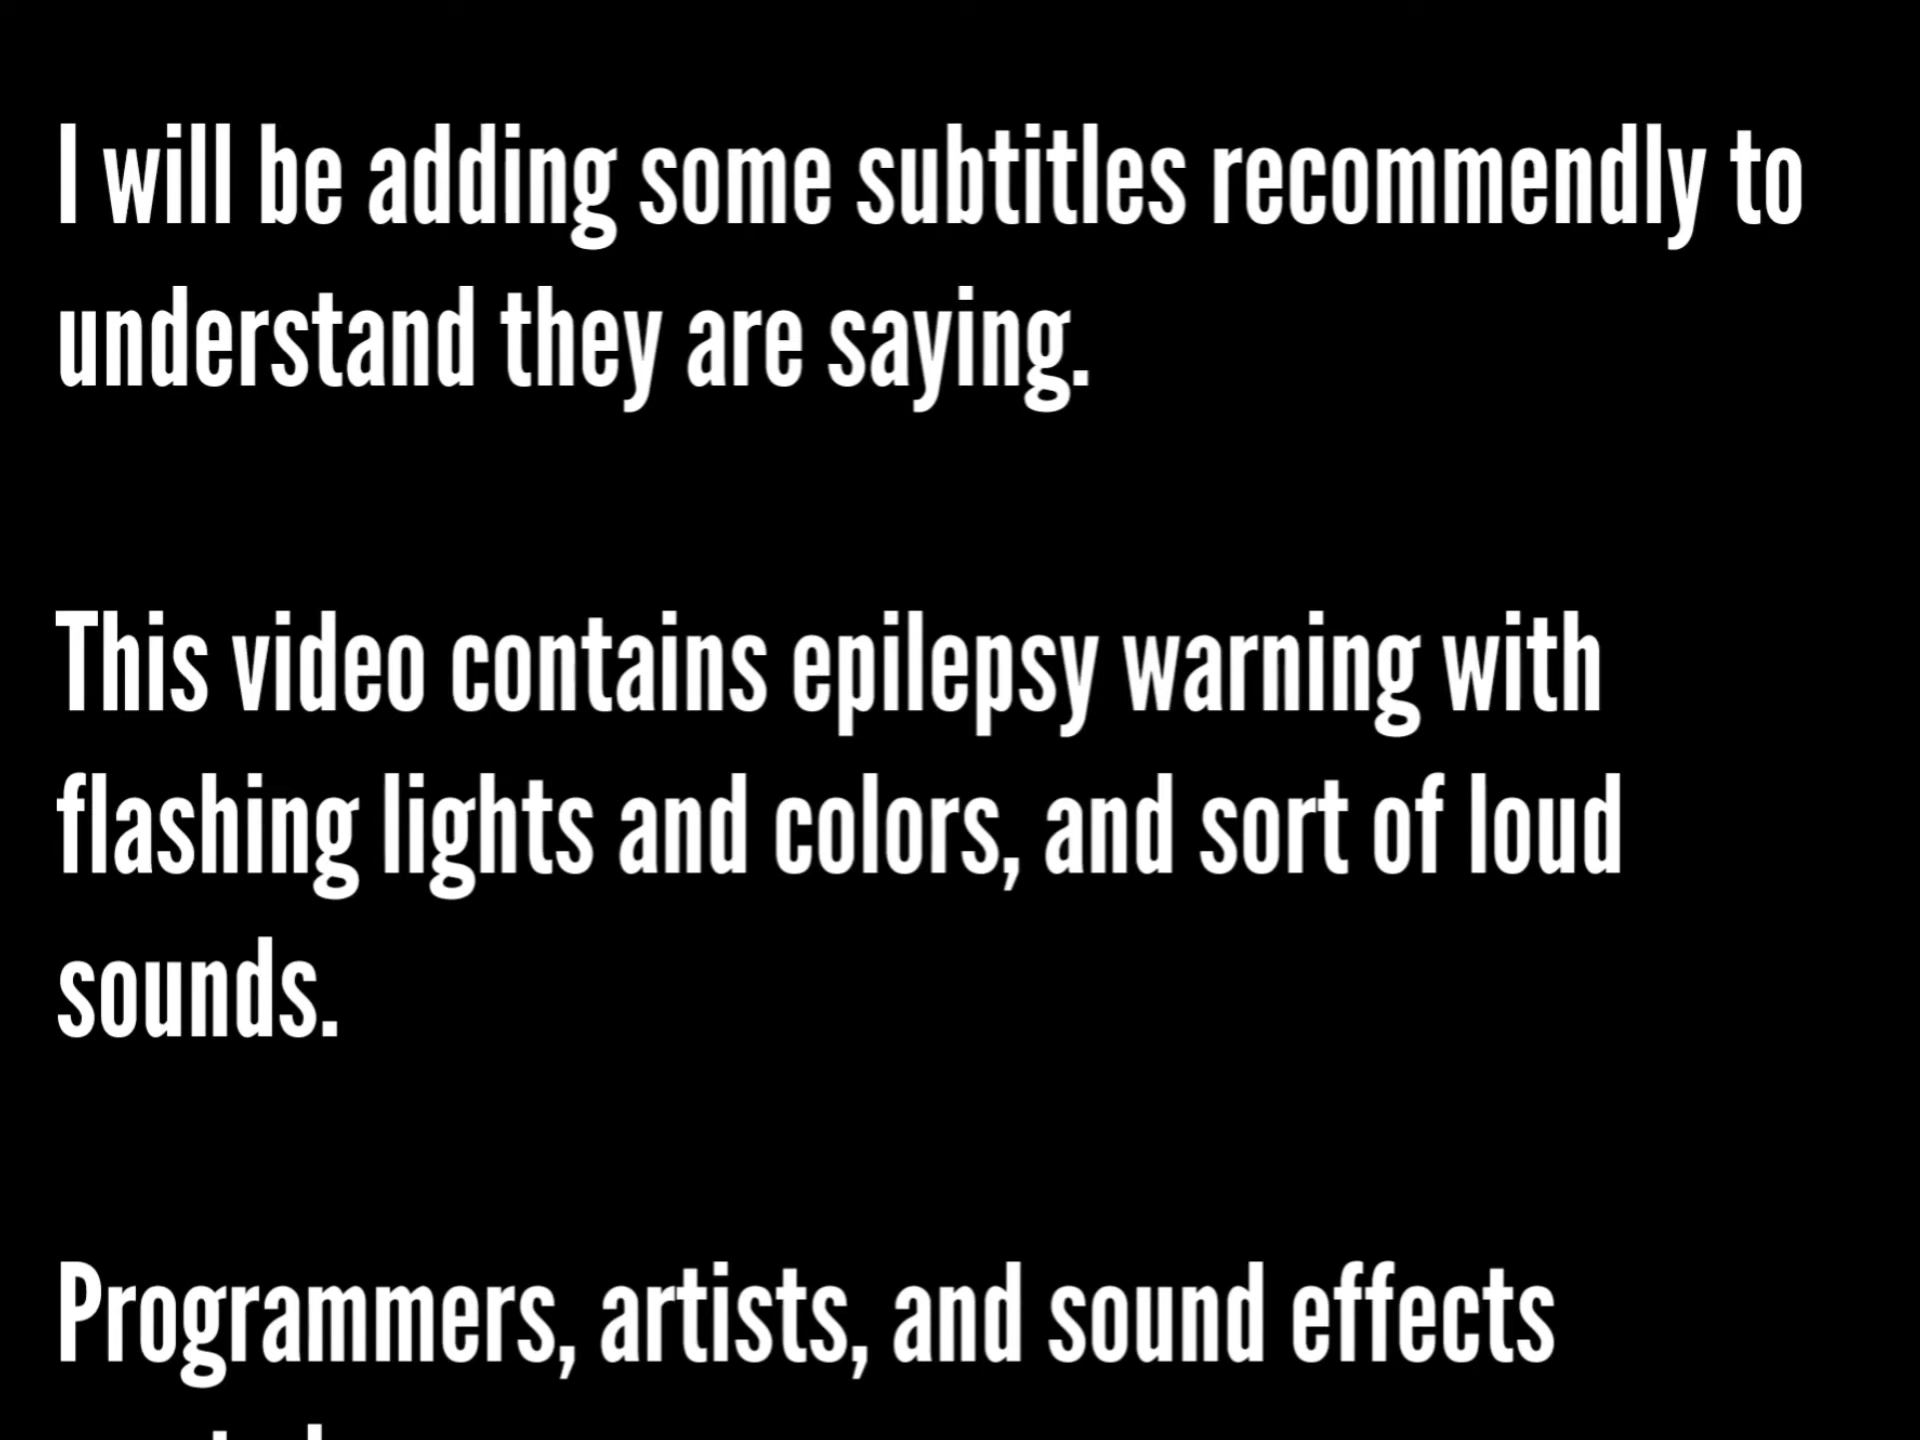 I will be adding some subtitles recommendly to
understand they are saying.
This video contains epilepsy warning with
flashing lights and colors, and sort of loud
sounds.
Programmers, artists, and sound effects